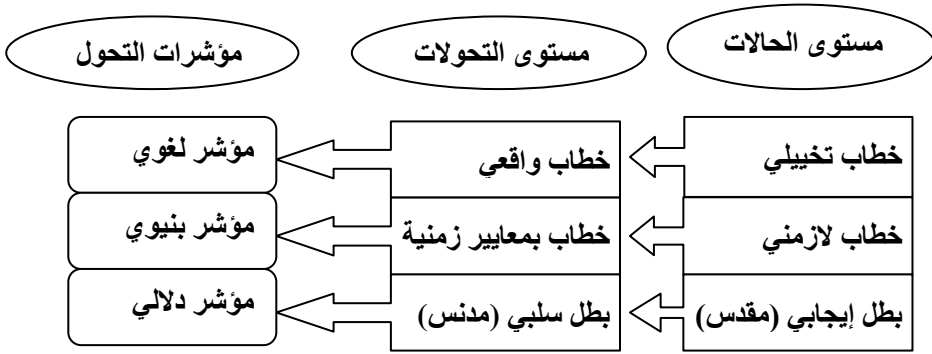 مستوى الحالات
مستوى التحولات
مؤشرات التحول
خطاب تخييلي
خطاب واقعي
مؤشر لغوي
خطاب لازمني
خطاب بمعايير زمنية
مؤشر بنيوي
بطل إيجابي (مقدس)
بطل سلبي (مدنس)
مؤشر دلالي